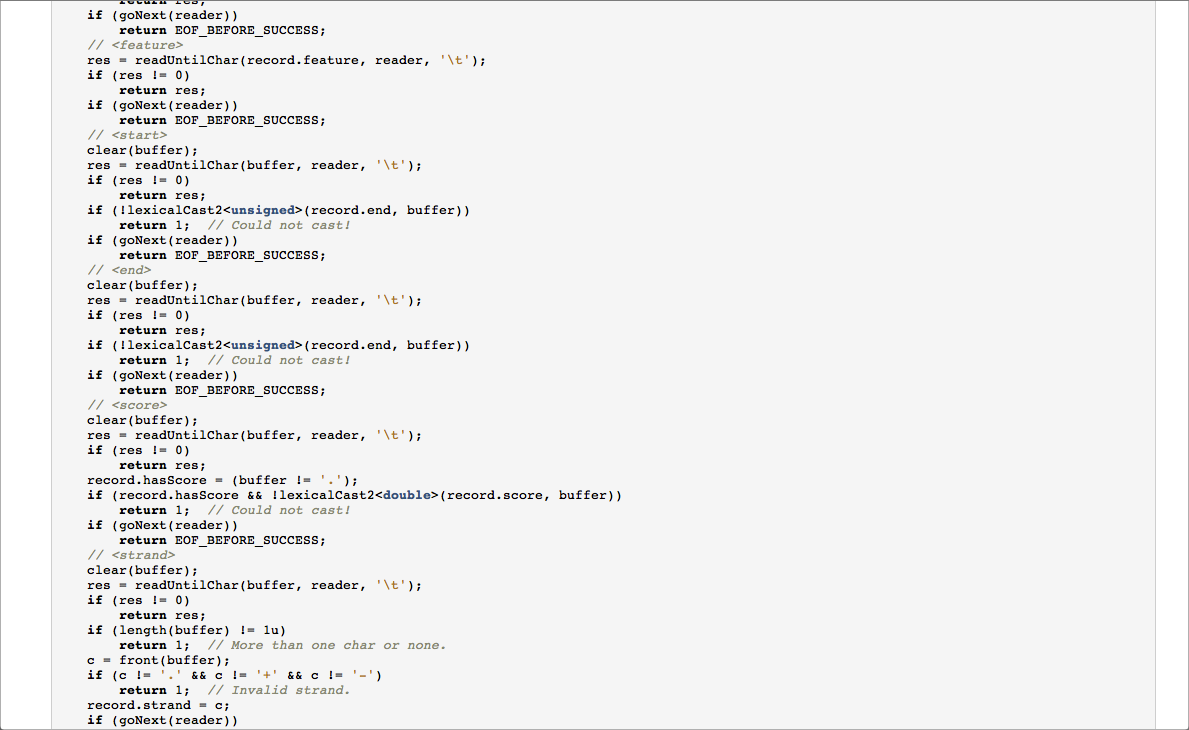 return res;
if (goNext(reader))
    return EOF_BEFORE_SUCCESS;
// <feature>
res = readUntilChar(record.feature, reader, '\t');
if (res != 0)
    return res;
if (goNext(reader))
    return EOF_BEFORE_SUCCESS;
// <start>
clear(buffer);
res = readUntilChar(buffer, reader, '\t');
if (res != 0)
    return res;
if (!lexicalCast2<unsigned>(record.end, buffer))
    return 1;  // Could not cast!
if (goNext(reader))
    return EOF_BEFORE_SUCCESS;
// <end>
clear(buffer);
res = readUntilChar(buffer, reader, '\t');
if (res != 0)
    return res;
if (!lexicalCast2<unsigned>(record.end, buffer))
    return 1;  // Could not cast!
if (goNext(reader))
    return EOF_BEFORE_SUCCESS;
// <score>
clear(buffer);
res = readUntilChar(buffer, reader, '\t');
if (res != 0)
    return res;
record.hasScore = (buffer != '.');
if (record.hasScore && !lexicalCast2<double>(record.score, buffer))
    return 1;  // Could not cast!
if (goNext(reader))
    return EOF_BEFORE_SUCCESS;
// <strand>
clear(buffer);
res = readUntilChar(buffer, reader, '\t');
if (res != 0)
    return res;
if (length(buffer) != 1u)
    return 1;  // More than one char or none.
c = front(buffer);
if (c != '.' && c != '+' && c != '-')
    return 1;  // Invalid strand.
record.strand = c;
if (goNext(reader))